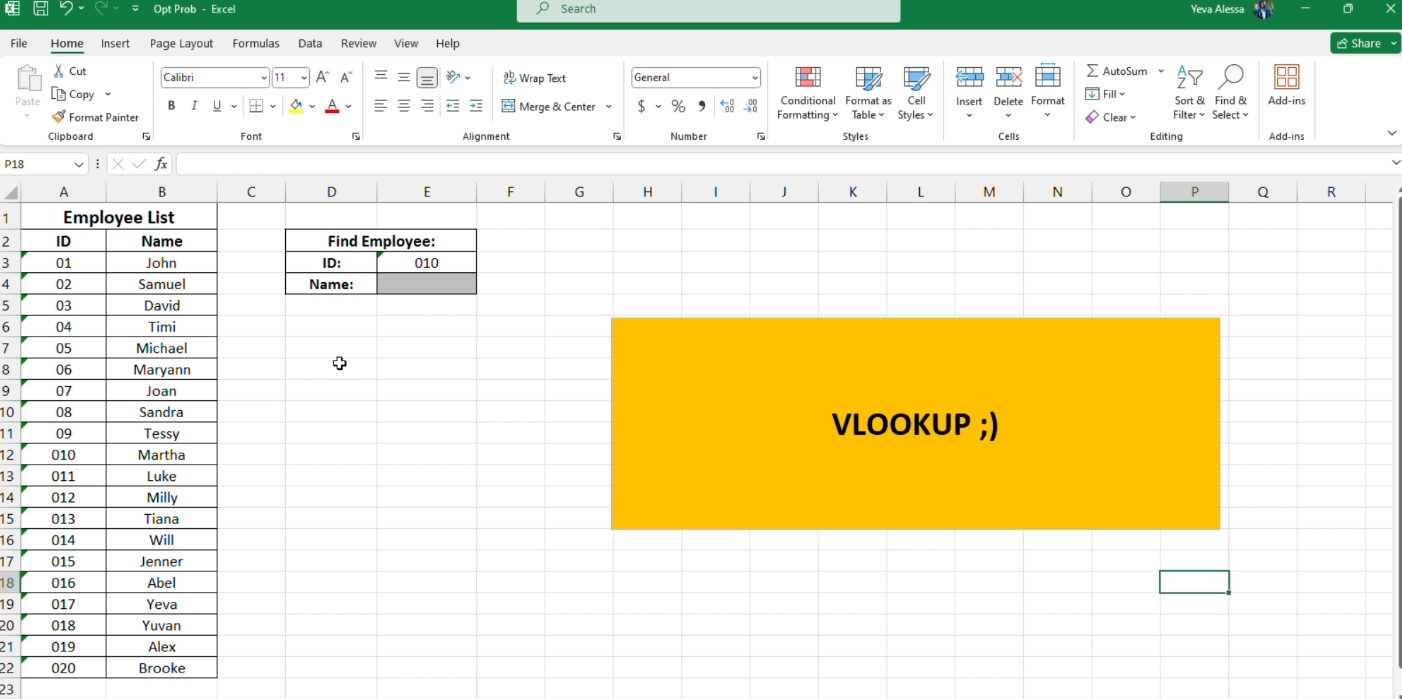 Opt Prob - Excel
Search
Yeva Alessa
File Home Insert Page Layout Formulas Data Review View Help
Share
Paste
Cut
Copy
Format Painter
Clipboard
Calibri 11
B I U
Font
Wrap Text
Merge & Center
Alignment
General
$ %
Number
Conditional Formatting
Format as Table
Cell Styles
Styles
Insert Delete Format
Cells
AutoSum
Fill
Clear
Sort & Filter
Find & Select
Editing
Add-ins
Add-ins
P18
fx
A B C D E F G H I J K L M N O P Q R
1 Employee List
2 ID Name Find Employee:
3 01 John ID: 010
4 02 Samuel Name:
5 03 David
6 04 Timi
7 05 Michael
8 06 Maryann
9 07 Joan
10 08 Sandra
VLOOKUP ;)
11 09 Tessy
12 010 Martha
13 011 Luke
14 012 Milly
15 013 Tiana
16 014 Will
17 015 Jenner
18 016 Abel
19 017 Yeva
20 018 Yuvan
21 019 Alex
22 020 Brooke
23